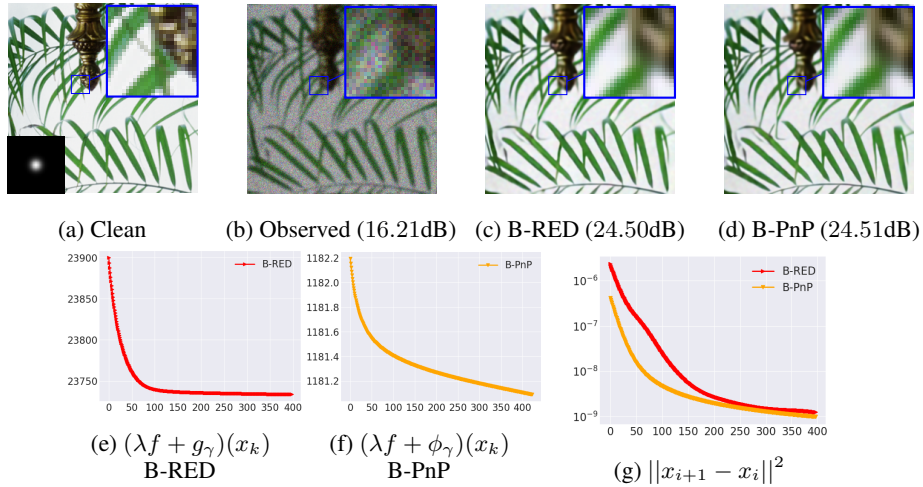 (a) Clean
(b) Observed (16.21dB)
(c) B-RED (24.50dB)
(d) B-PnP (24.51dB)
23900
23850
23800
23750
0 50 100 150 200 250 300 350 400
B-RED
(e) (λf + g_γ)(x_k)
B-RED
1182.2
1182.0
1181.8
1181.6
1181.4
1181.2
0 50 100 150 200 250 300 350 400
B-PnP
(f) (λf + ϕ_γ)(x_k)
B-PnP
10⁻⁶
10⁻⁷
10⁻⁸
10⁻⁹
0 50 100 150 200 250 300 350 400
B-RED
B-PnP
(g) ||x_{i+1} − x_i||²